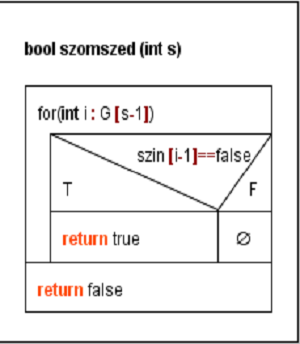 bool szomszed (int s)
for(int i : G[s-1])
szin [i-1]==false
T F
return true Ø
return false